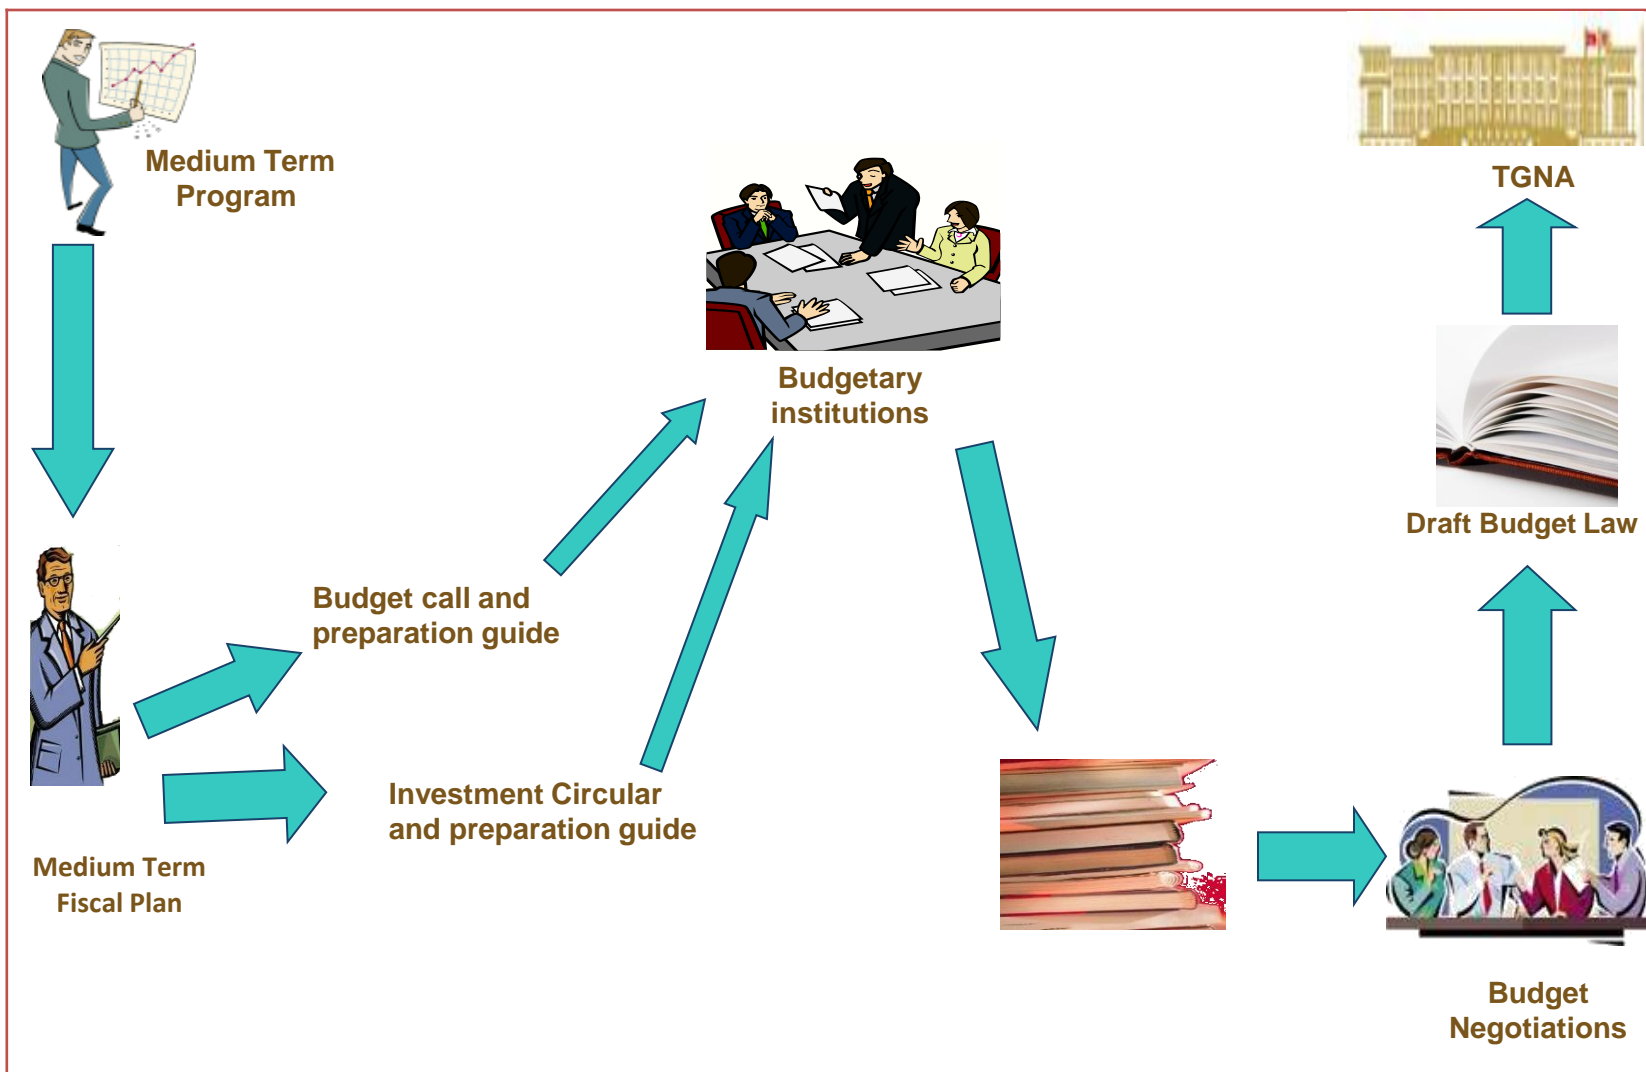 Medium Term
Program
TGNA
Budgetary
institutions
Draft Budget Law
Budget call and
preparation guide
Investment Circular
and preparation guide
Medium Term
Fiscal Plan
Budget
Negotiations